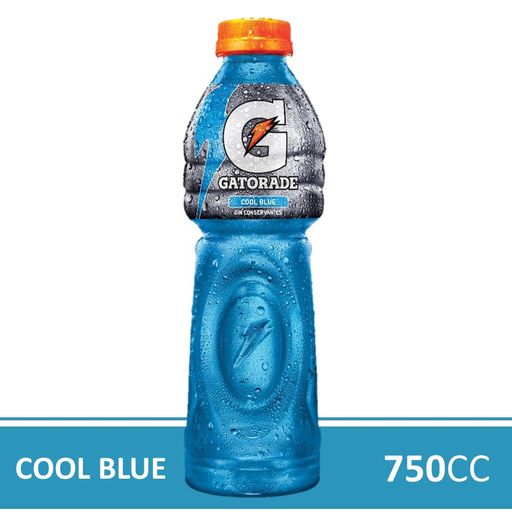 G
GATORADE
COOL BLUE
SIN CONSERVANTES
COOL BLUE
750CC